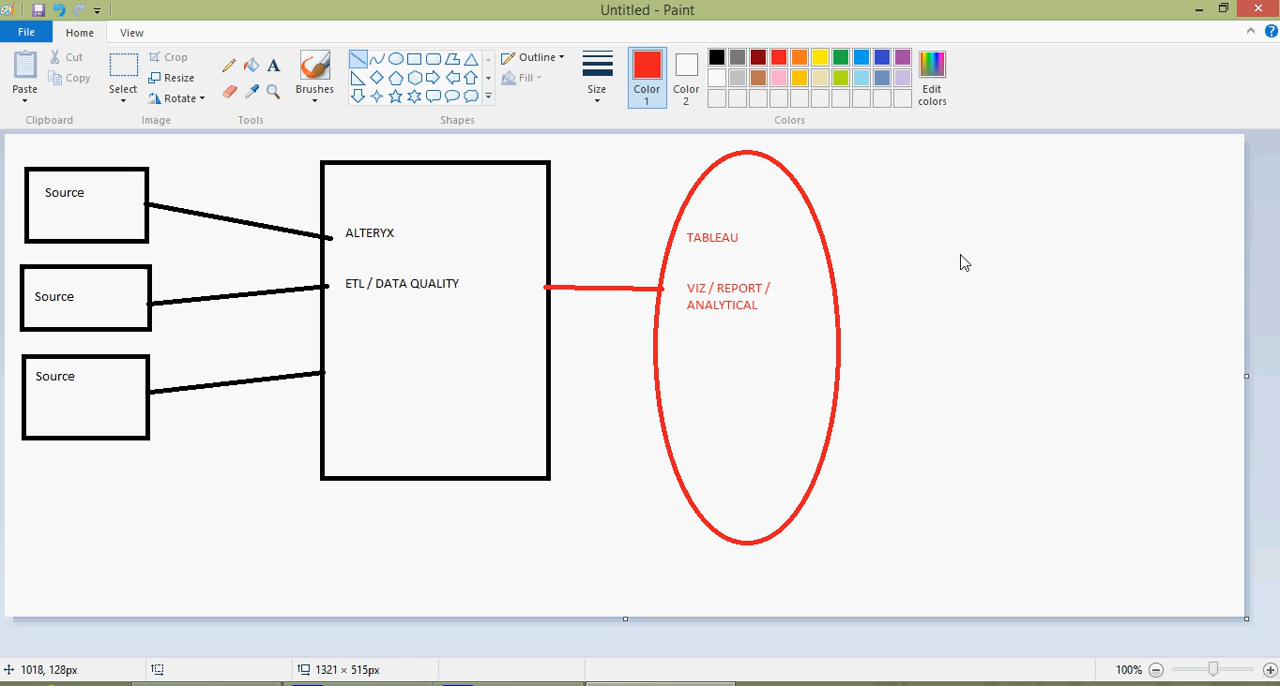 Untitled - Paint
File Home View
Paste
Cut
Copy
Clipboard
Select
Crop
Resize
Rotate
Image
Tools
Brushes
Shapes
Outline
Fill
Size
Color 1
Color 2
Edit colors
Colors
Source
Source
Source
ALTERYX
ETL / DATA QUALITY
TABLEAU
VIZ / REPORT /
ANALYTICAL
1018, 128px
1321 × 515px
100%